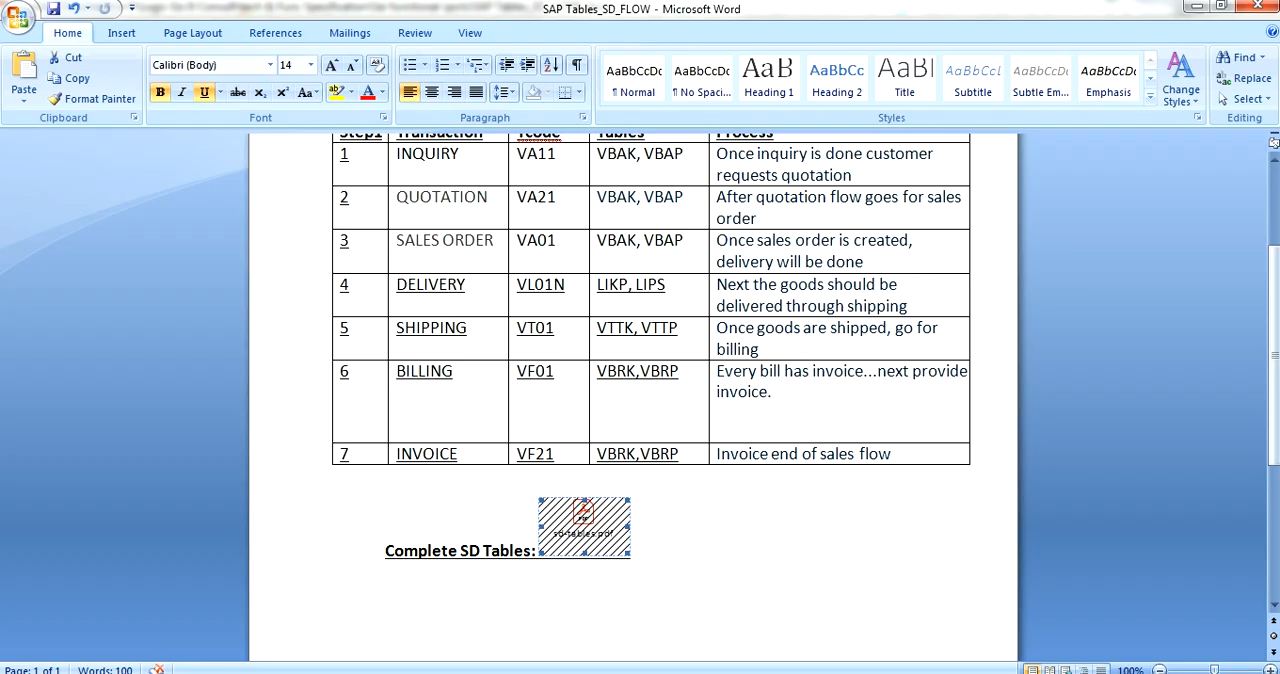 SAP Tables_SD_FLOW - Microsoft Word
Home Insert Page Layout References Mailings Review View
Paste
Cut
Copy
Format Painter
Clipboard
Calibri (Body) 14
B I U abc x₂ x² Aa
Font
Paragraph
AaBbCcDc AaBbCcDc AaB AaBbCc AaB AaBbCcL AaBbCcDc AaBbCcDc
¶ Normal ¶ No Spaci... Heading 1 Heading 2 Title Subtitle Subtle Em... Emphasis
Change
Styles
Styles
Find
Replace
Select
Editing
Step1 Transaction Tcode Tables Process
1 INQUIRY VA11 VBAK, VBAP Once inquiry is done customer
requests quotation
2 QUOTATION VA21 VBAK, VBAP After quotation flow goes for sales
order
3 SALES ORDER VA01 VBAK, VBAP Once sales order is created,
delivery will be done
4 DELIVERY VL01N LIKP, LIPS Next the goods should be
delivered through shipping
5 SHIPPING VT01 VTTK, VTTP Once goods are shipped, go for
billing
6 BILLING VF01 VBRK,VBRP Every bill has invoice...next provide
invoice.
7 INVOICE VF21 VBRK,VBRP Invoice end of sales flow
sd-tables.pdf
Complete SD Tables:
Page: 1 of 1 Words: 100 100%